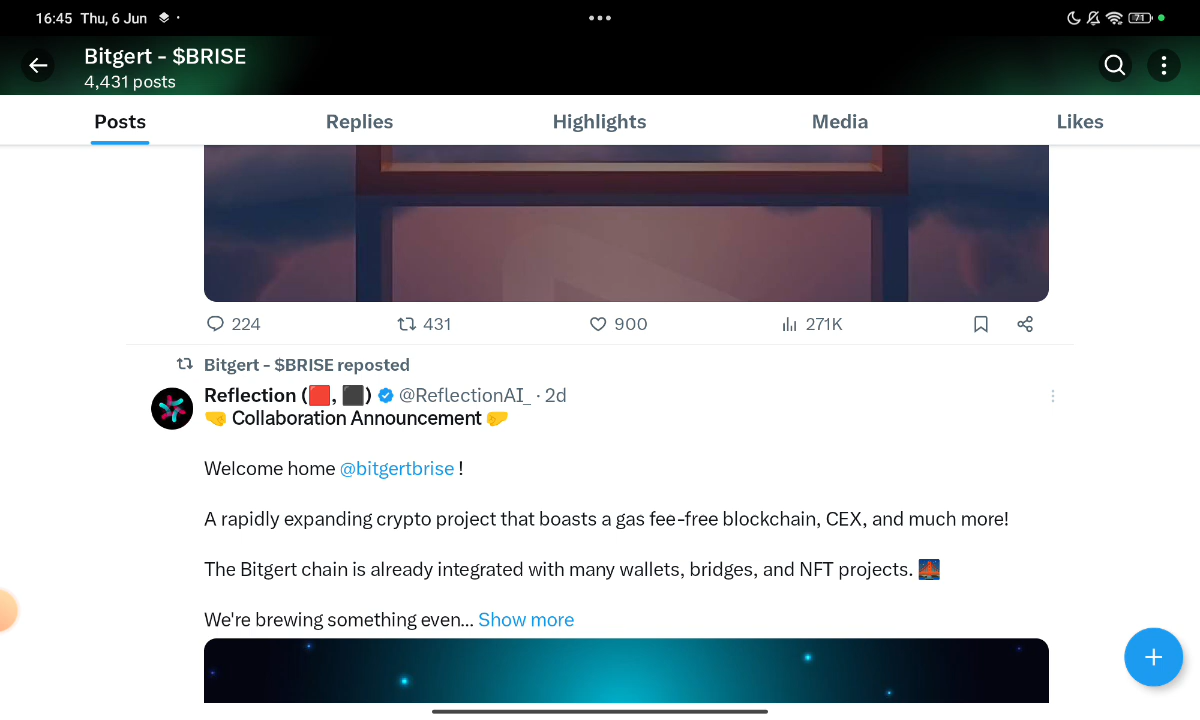 16:45 Thu, 6 Jun
71
Bitgert - $BRISE
4,431 posts
Posts Replies Highlights Media Likes
224 431 900 271K
Bitgert - $BRISE reposted
Reflection (🟥, ⬛) @ReflectionAI_ · 2d
🤜 Collaboration Announcement 🤛
Welcome home @bitgertbrise !
A rapidly expanding crypto project that boasts a gas fee-free blockchain, CEX, and much more!
The Bitgert chain is already integrated with many wallets, bridges, and NFT projects. 🌉
We're brewing something even... Show more